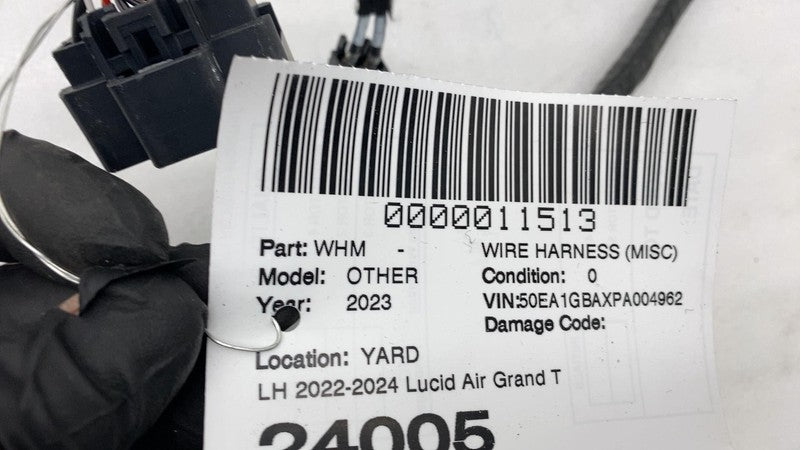 0000011513
Part: WHM - WIRE HARNESS (MISC)
Model: OTHER Condition: 0
Year: 2023 VIN:50EA1GBAXPA004962
Damage Code:
Location: YARD
LH 2022-2024 Lucid Air Grand T
24005